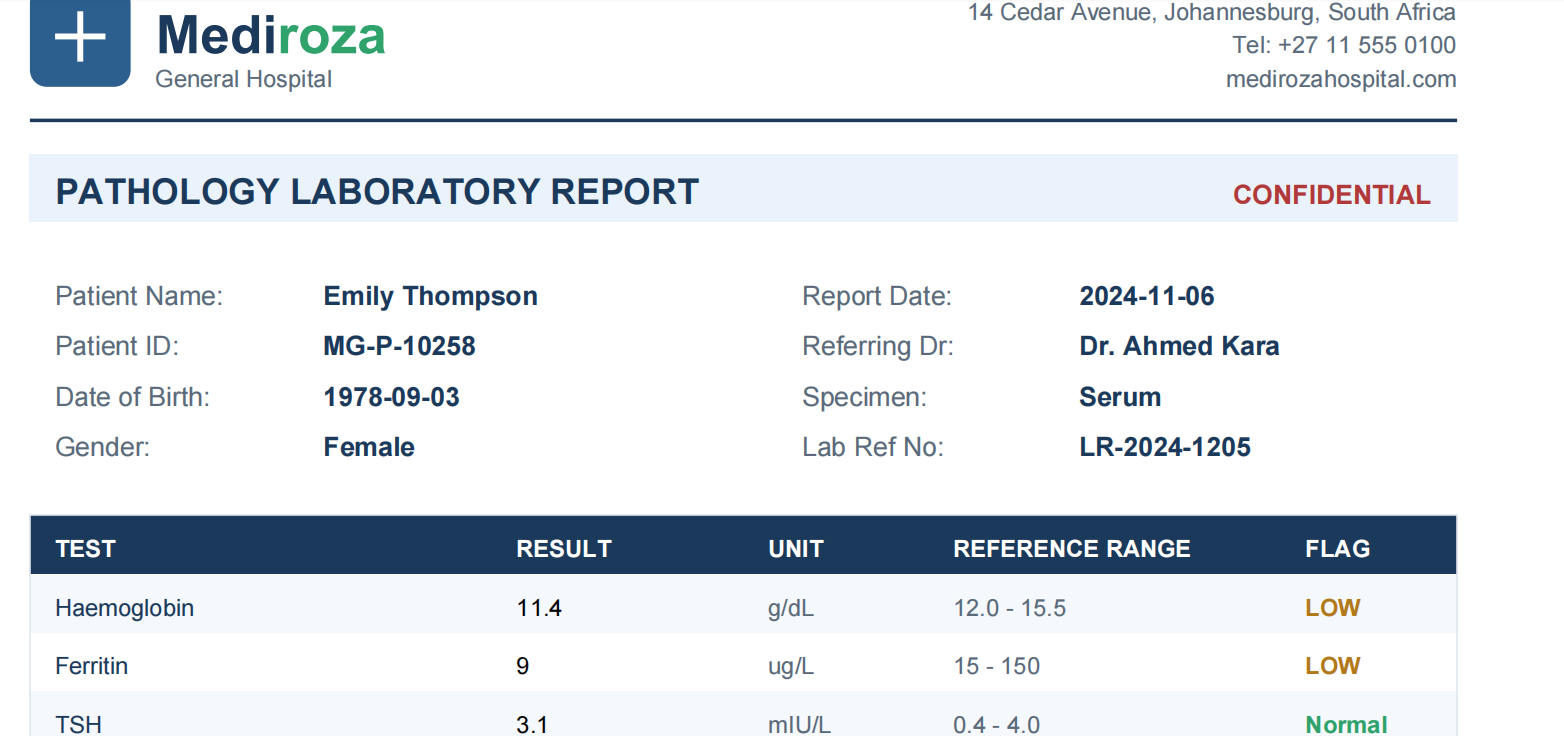 14 Cedar Avenue, Johannesburg, South Africa
Mediroza
Tel: +27 11 555 0100
General Hospital
medirozahospital.com
PATHOLOGY LABORATORY REPORT CONFIDENTIAL
Patient Name: Emily Thompson Report Date: 2024-11-06
Patient ID: MG-P-10258 Referring Dr: Dr. Ahmed Kara
Date of Birth: 1978-09-03 Specimen: Serum
Gender: Female Lab Ref No: LR-2024-1205
TEST RESULT UNIT REFERENCE RANGE FLAG
Haemoglobin 11.4 g/dL 12.0 - 15.5 LOW
Ferritin 9 ug/L 15 - 150 LOW
TSH 3.1 mIU/L 0.4 - 4.0 Normal